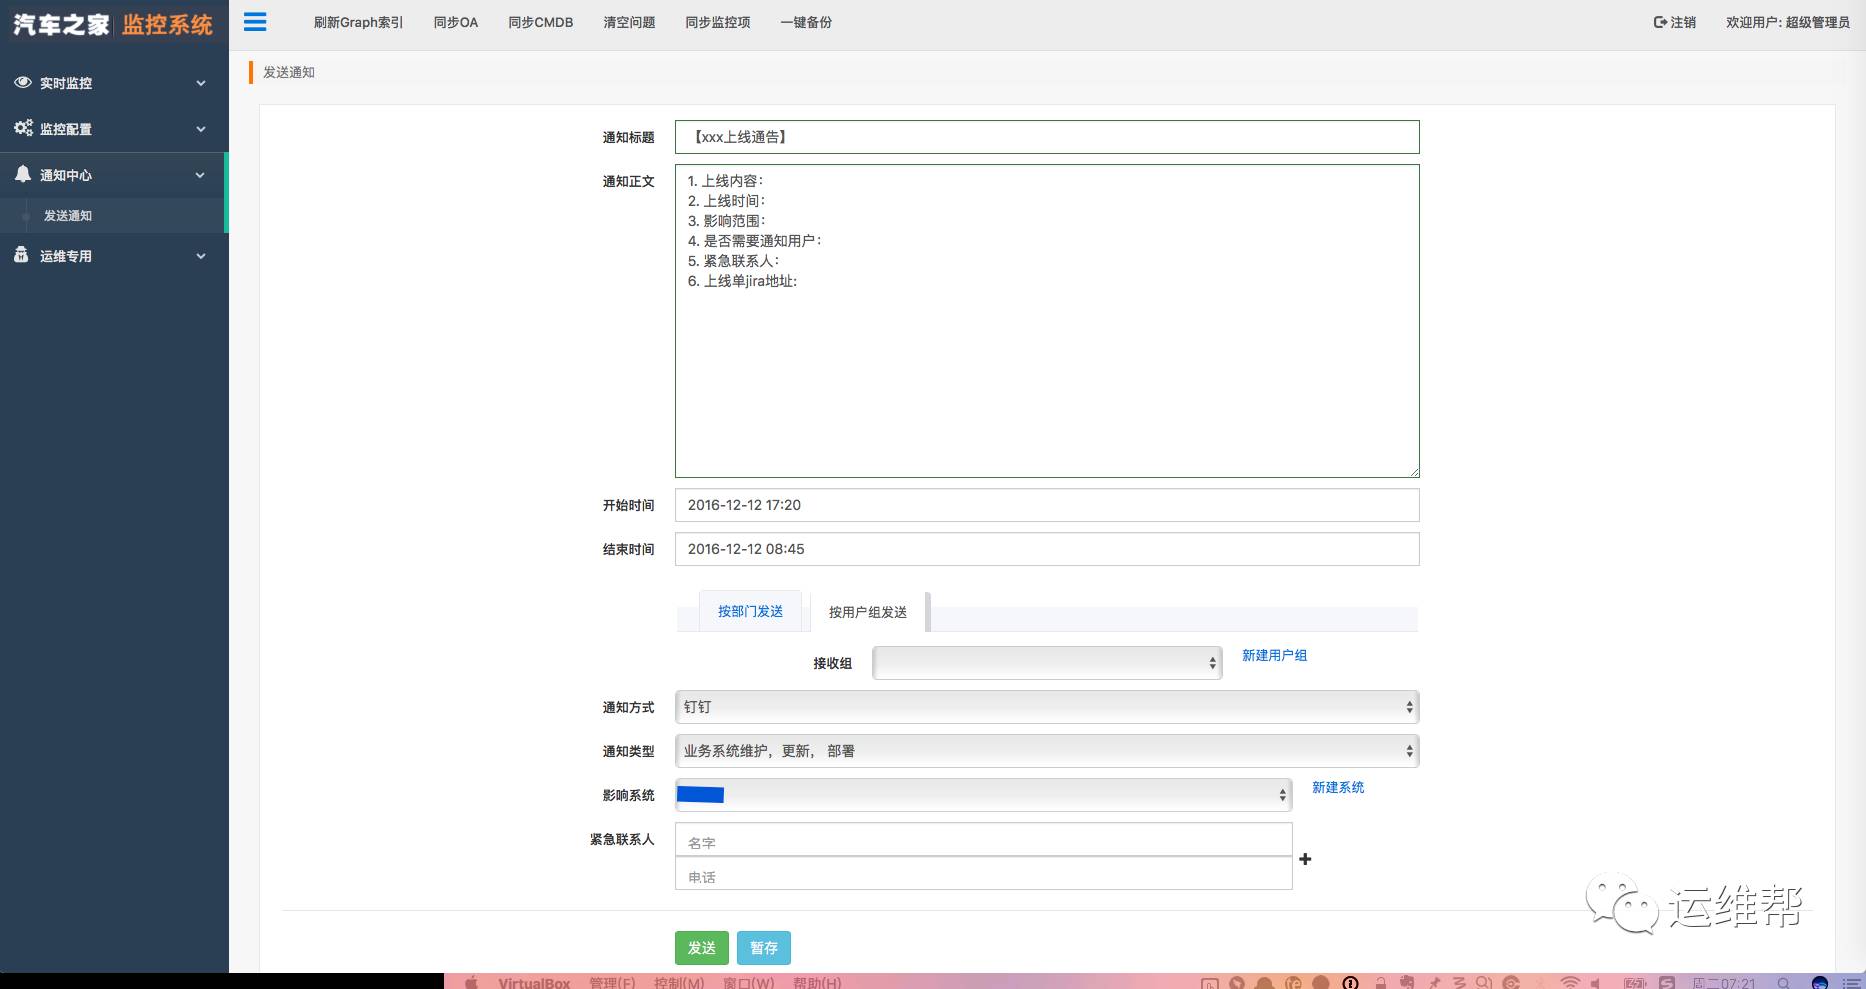 汽车之家 监控系统
刷新Graph索引 同步OA 同步CMDB 清空问题 同步监控项 一键备份
注销 欢迎用户: 超级管理员
实时监控
监控配置
通知中心
发送通知
运维专用
发送通知
通知标题 【xxx上线通告】
通知正文
1. 上线内容:
2. 上线时间:
3. 影响范围:
4. 是否需要通知用户:
5. 紧急联系人:
6. 上线单jira地址:
开始时间 2016-12-12 17:20
结束时间 2016-12-12 08:45
按部门发送 按用户组发送
接收组 新建用户组
通知方式 钉钉
通知类型 业务系统维护，更新， 部署
影响系统 新建系统
紧急联系人 名字
电话
发送 暂存
运维帮
VirtualBox 管理(F) 控制(M) 窗口(W) 帮助(H) 周二07:21